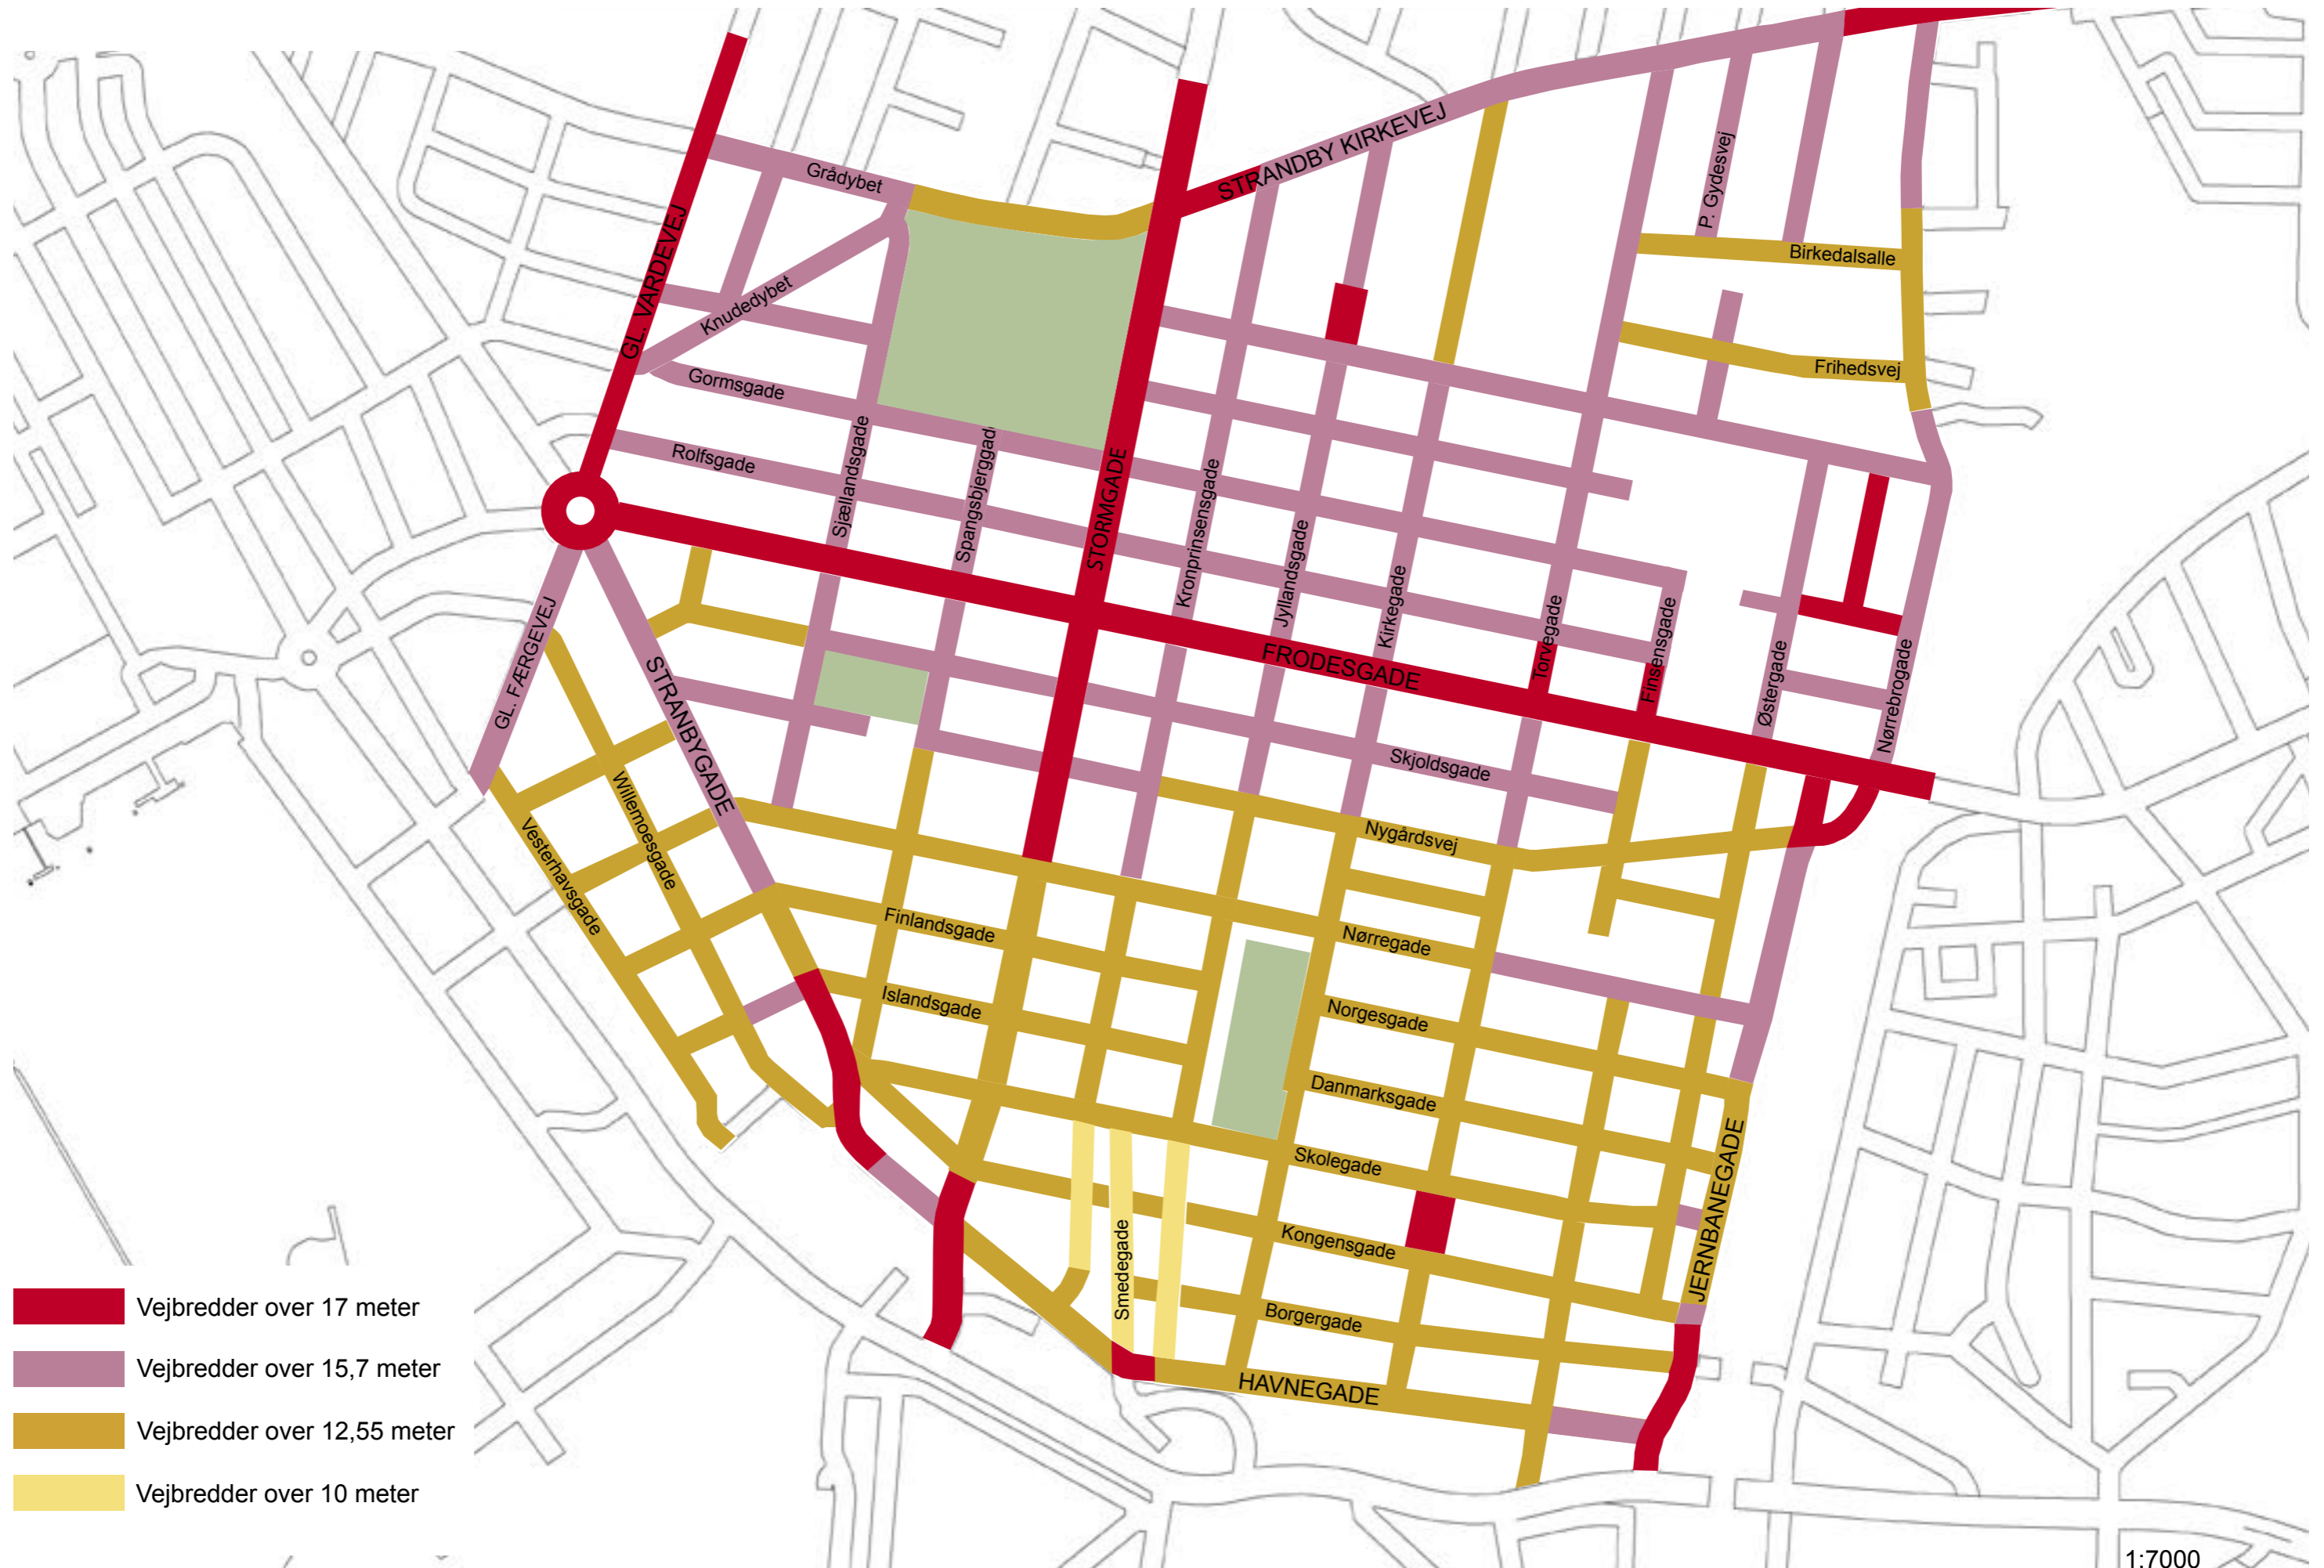 STRANDBY KIRKEVEJ
P. Gydesvej
Grådybet
GL. VARDEVEJ
Birkedalsalle
Knudedybet
Frihedsvej
Gormsgade
Rolfsgade
Sjællandsgade
Spangsbjerggade
STORMGADE
Kronprinsensgade
Jyllandsgade
Kirkegade
Torvegade
Finsensgade
Østergade
Nørrebrogade
GL. FÆRGEVEJ
STRANBYGADE
FRODESGADE
Skjoldsgade
Willemoesgade
Vesterhavsgade
Nygårdsvej
Finlandsgade
Nørregade
Islandsgade
Norgesgade
Danmarksgade
Skolegade
JERNBANEGADE
Kongensgade
Smedegade
Borgergade
HAVNEGADE
Vejbredder over 17 meter
Vejbredder over 15,7 meter
Vejbredder over 12,55 meter
Vejbredder over 10 meter
1:7000